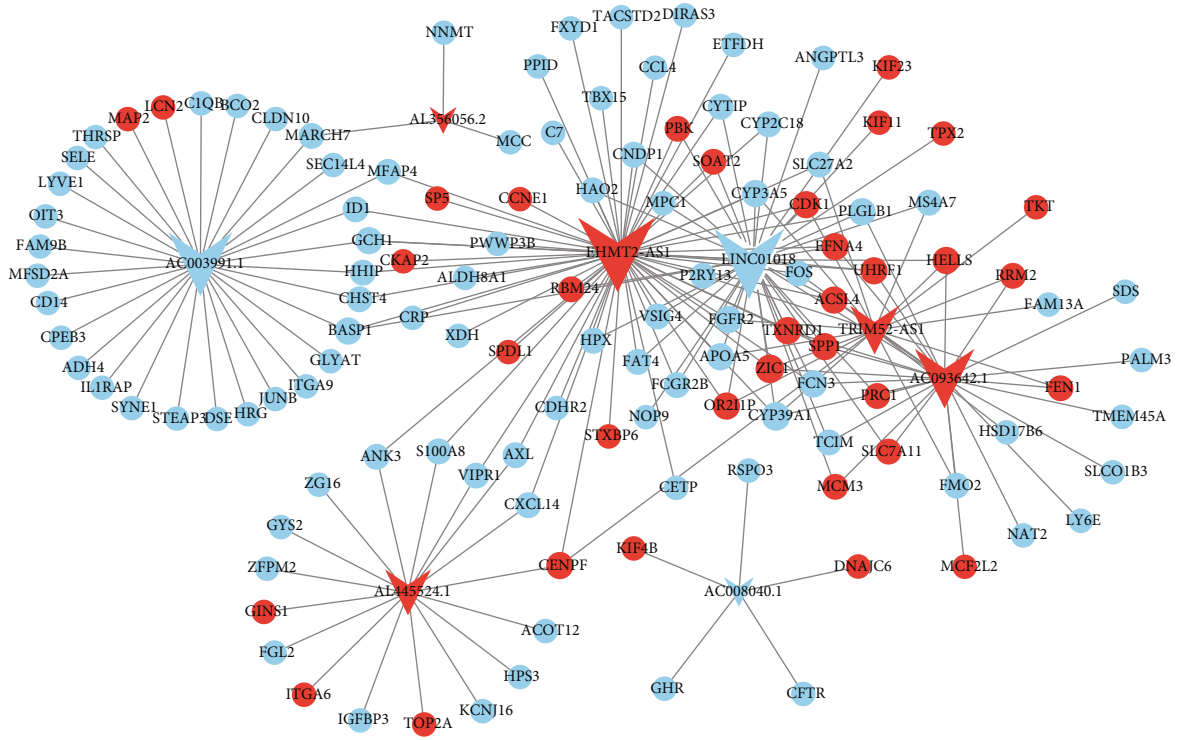 NNMT
FXYD1
TACSTD2
DIRAS3
ETFDH
ANGPTL3
KIF23
PPID
CCL4
TBX15
CYTIP
CYP2C18
KIF11
TPX2
MAP2
LCN2
C1QB
BCO2
CLDN10
MARCH7
AL356056.2
MCC
C7
PBK
CNDP1
SOAT2
SLC27A2
THRSP
SELE
LYVE1
SEC14L4
MFAP4
SP5
CCNE1
HAO2
MPC1
CYP3A5
CDK1
PLGLB1
MS4A7
TKT
OIT3
ID1
FAM9B
GCH1
PWWP3B
EHMT2-AS1
LINC01018
EFNA4
HELLS
AC003991.1
CKAP2
MFSD2A
HHIP
ALDH8A1
RBM24
P2RY13
FOS
UHRF1
RRM2
CD14
CHST4
ACSL4
FAM13A
SDS
CPEB3
BASP1
CRP
XDH
VSIG4
FGFR2
TXNRD1
TRIM52-AS1
SPDL1
HPX
FAT4
APOA5
SPP1
ADH4
GLYAT
ZIC1
FCN3
AC093642.1
PALM3
IL1RAP
ITGA9
FCGR2B
PRC1
FEN1
SYNE1
STEAP3
DSE
HRG
JUNB
CDHR2
NOP9
OR2I1P
CYP39A1
TMEM45A
STXBP6
TCIM
SLC7A11
HSD17B6
ANK3
S100A8
AXL
VIPR1
RSPO3
SLCO1B3
ZG16
CXCL14
CETP
MCM3
FMO2
GYS2
NAT2
LY6E
KIF4B
ZFPM2
CENPF
DNAJC6
MCF2L2
AL445524.1
AC008040.1
GINS1
ACOT12
FGL2
HPS3
ITGA6
GHR
CFTR
IGFBP3
TOP2A
KCNJ16